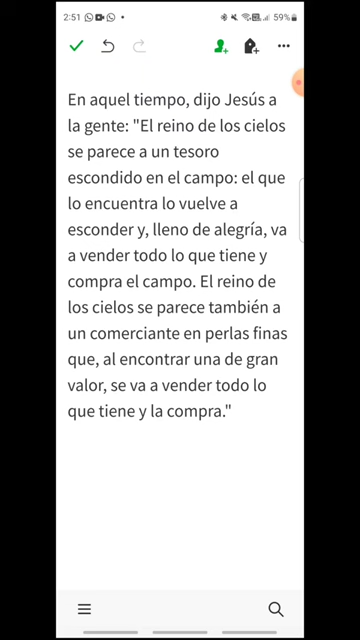 2:51
59%
En aquel tiempo, dijo Jesús a
la gente: "El reino de los cielos
se parece a un tesoro
escondido en el campo: el que
lo encuentra lo vuelve a
esconder y, lleno de alegría, va
a vender todo lo que tiene y
compra el campo. El reino de
los cielos se parece también a
un comerciante en perlas finas
que, al encontrar una de gran
valor, se va a vender todo lo
que tiene y la compra."